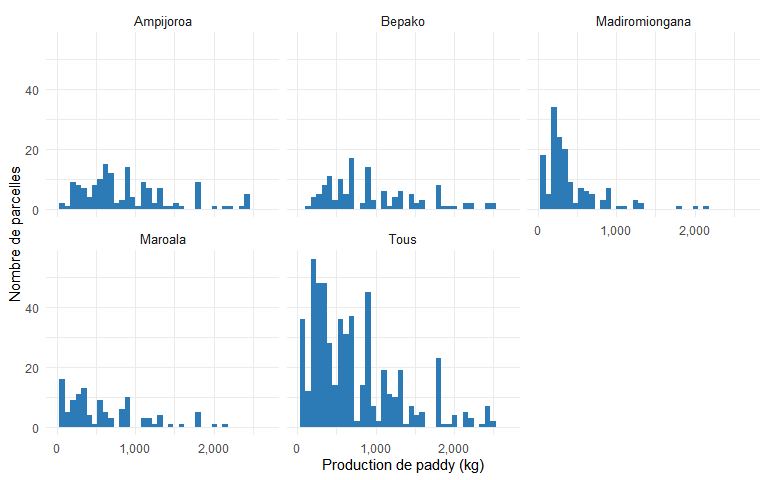 Ampijoroa
Bepako
Madiromiongana
40
20
0
0
1,000
2,000
Maroala
Tous
40
20
0
0
1,000
2,000
0
1,000
2,000
Nombre de parcelles
Production de paddy (kg)